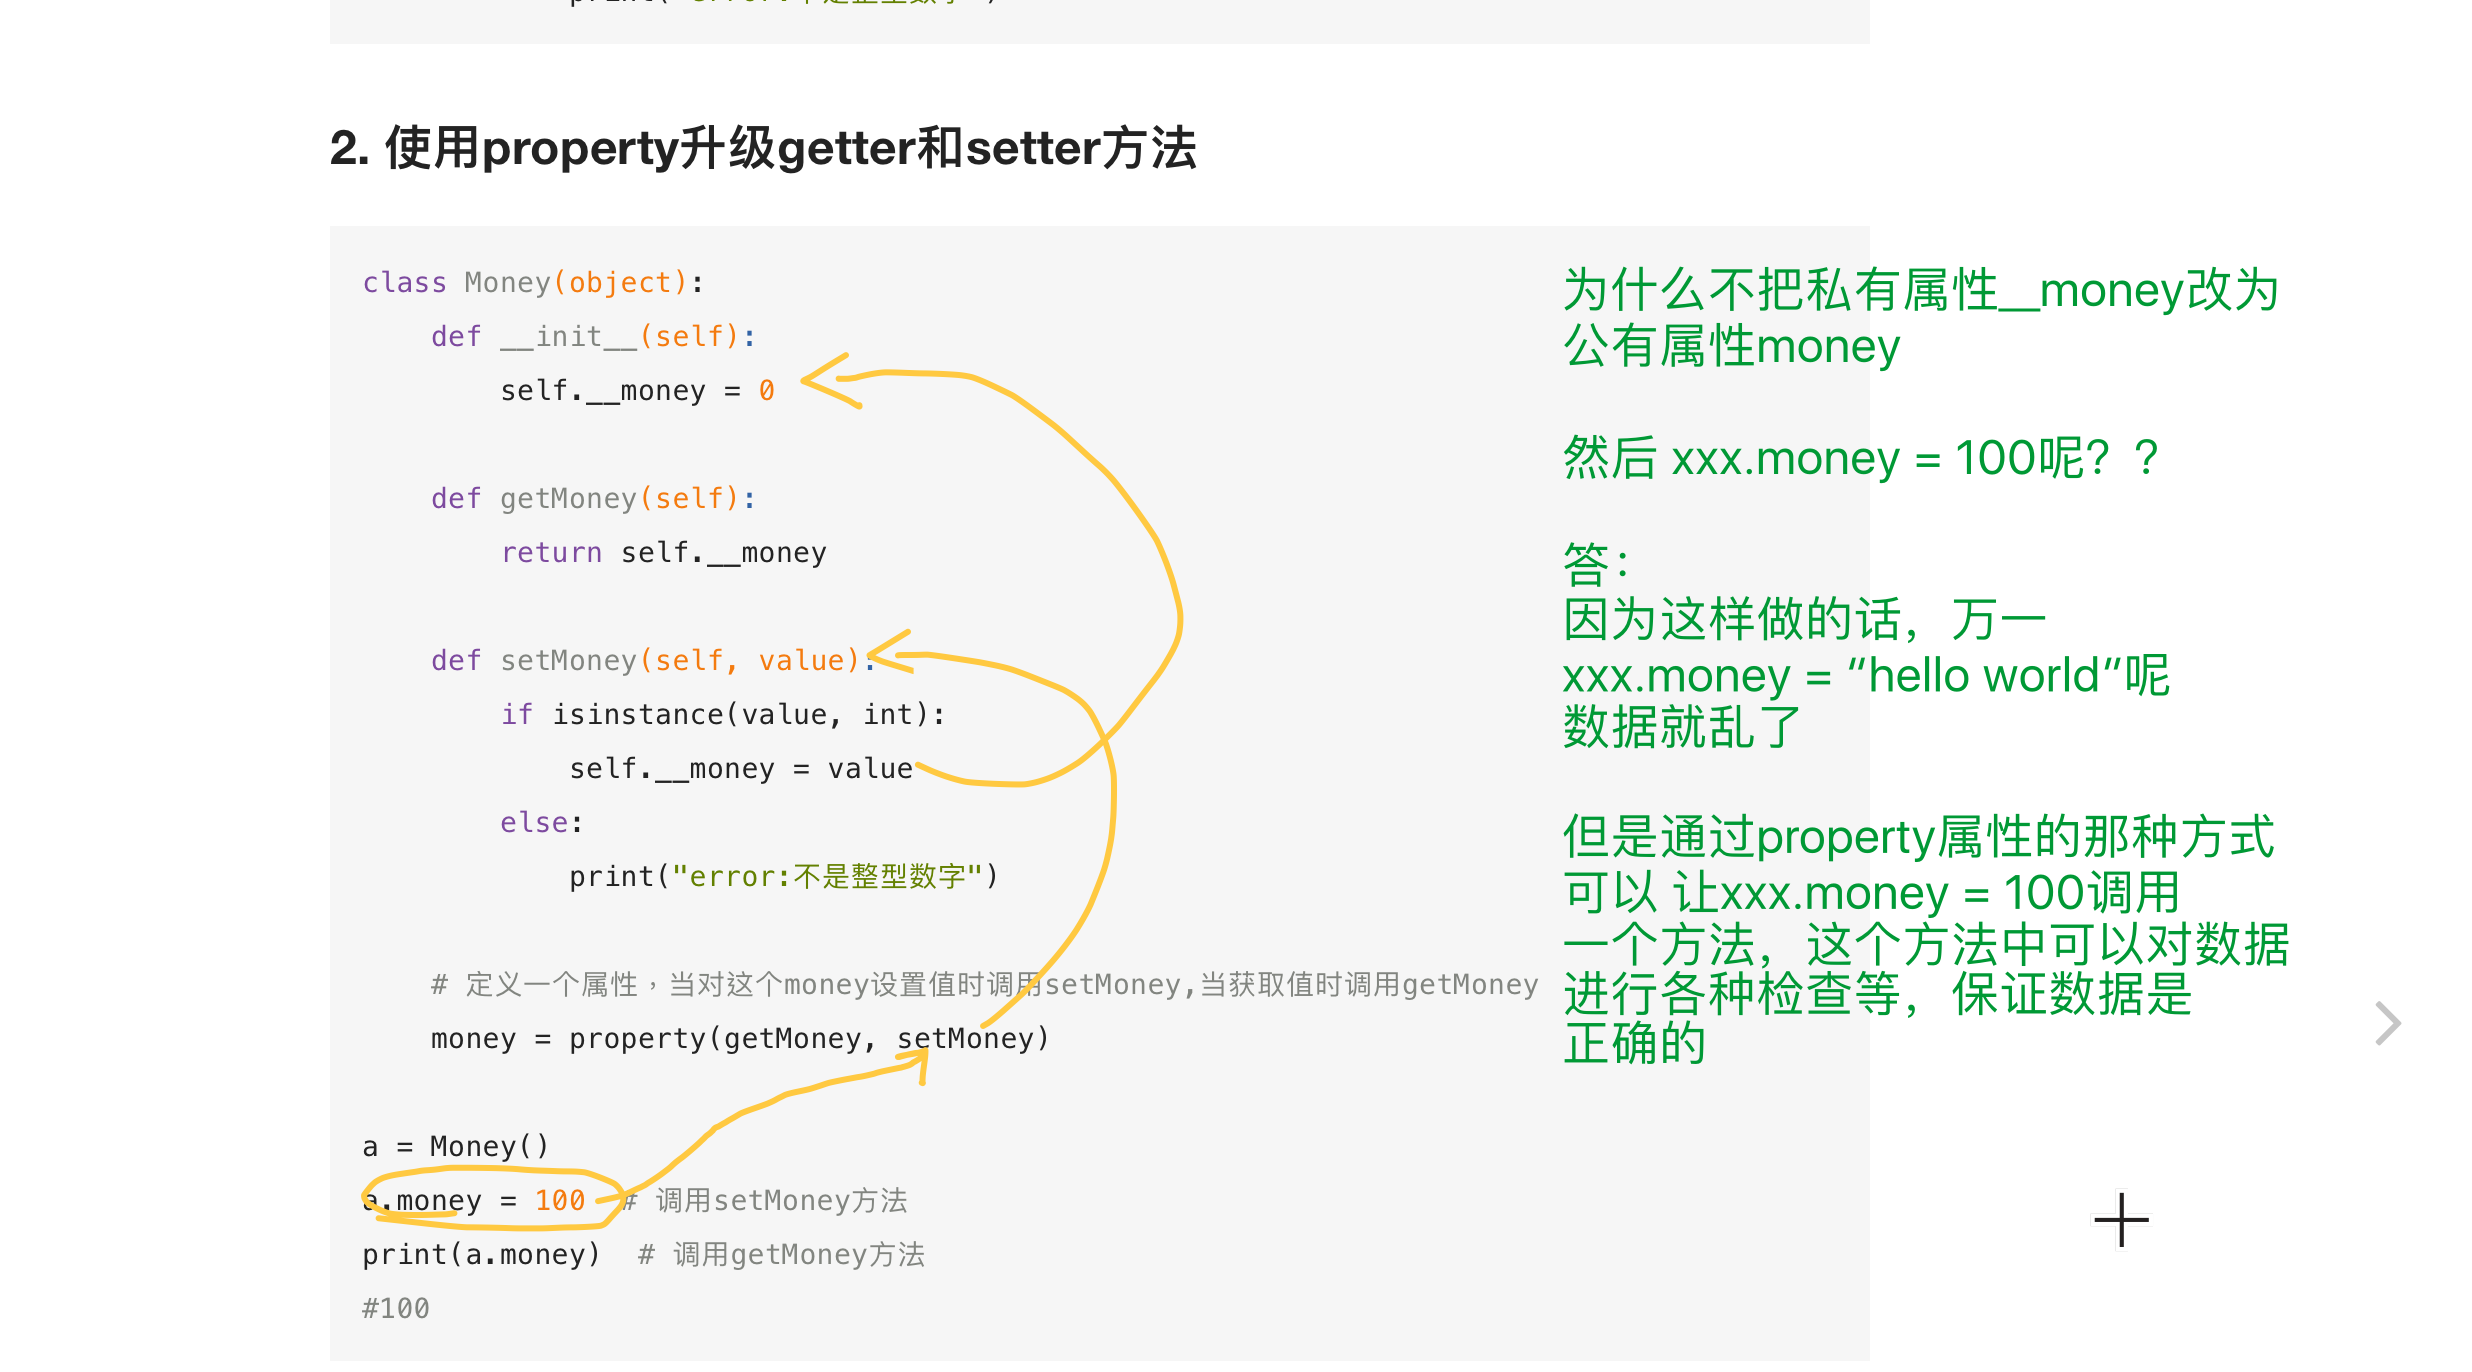 print("error:不是整型数字")
2. 使用property升级getter和setter方法
class Money(object):
def __init__(self):
self.__money = 0
def getMoney(self):
return self.__money
def setMoney(self, value):
if isinstance(value, int):
self.__money = value
else:
print("error:不是整型数字")
# 定义一个属性，当对这个money设置值时调用setMoney,当获取值时调用getMoney
money = property(getMoney, setMoney)
a = Money()
a.money = 100 # 调用setMoney方法
print(a.money) # 调用getMoney方法
#100
为什么不把私有属性__money改为
公有属性money
然后 xxx.money = 100呢？？
答：
因为这样做的话，万一
xxx.money = “hello world”呢
数据就乱了
但是通过property属性的那种方式
可以 让xxx.money = 100调用
一个方法，这个方法中可以对数据
进行各种检查等，保证数据是
正确的